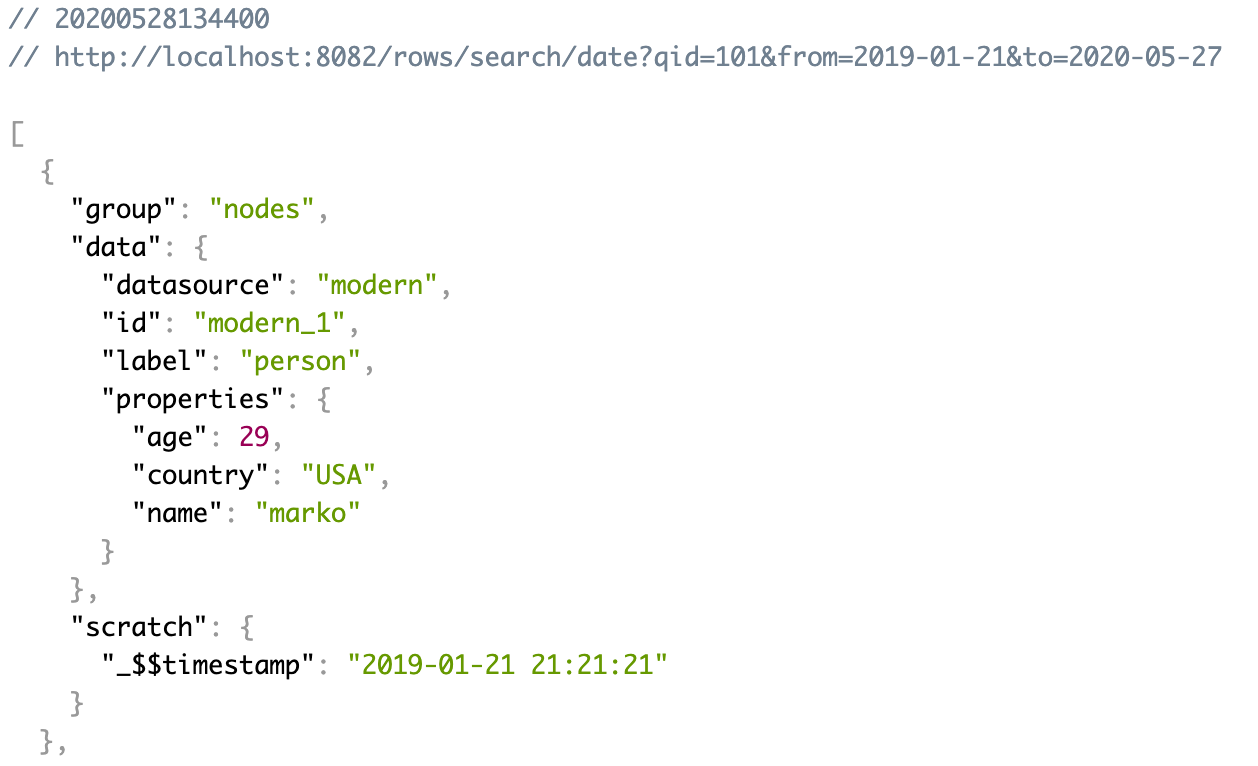 // 20200528134400
// http://localhost:8082/rows/search/date?qid=101&from=2019-01-21&to=2020-05-27
[
{
"group": "nodes",
"data": {
"datasource": "modern",
"id": "modern_1",
"label": "person",
"properties": {
"age": 29,
"country": "USA",
"name": "marko"
}
},
"scratch": {
"_$$timestamp": "2019-01-21 21:21:21"
}
},